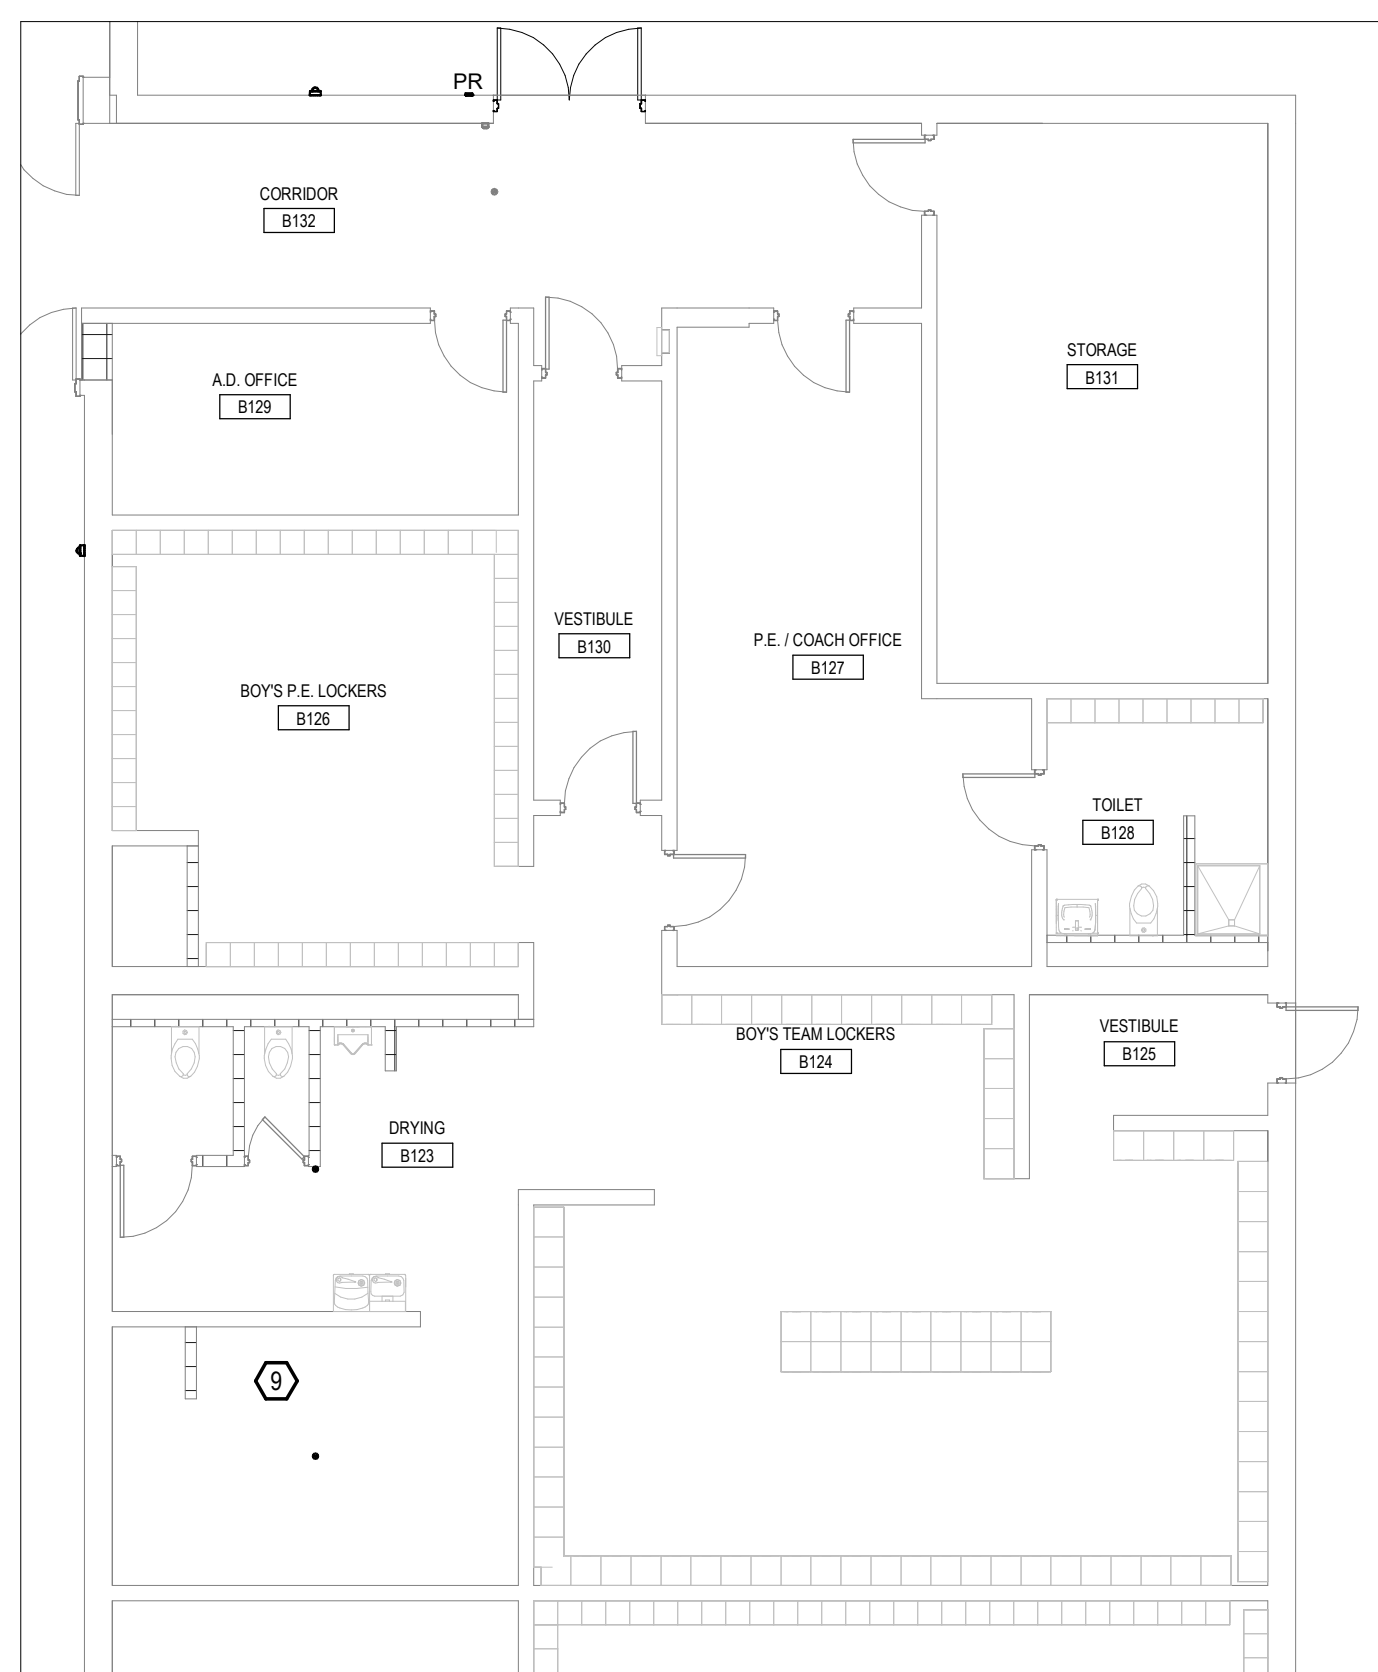 PR
CORRIDOR
B132
STORAGE
B131
A.D. OFFICE
B129
VESTIBULE
B130
P.E. / COACH OFFICE
B127
BOY'S P.E. LOCKERS
B126
TOILET
B128
BOY'S TEAM LOCKERS
B124
VESTIBULE
B125
DRYING
B123
9